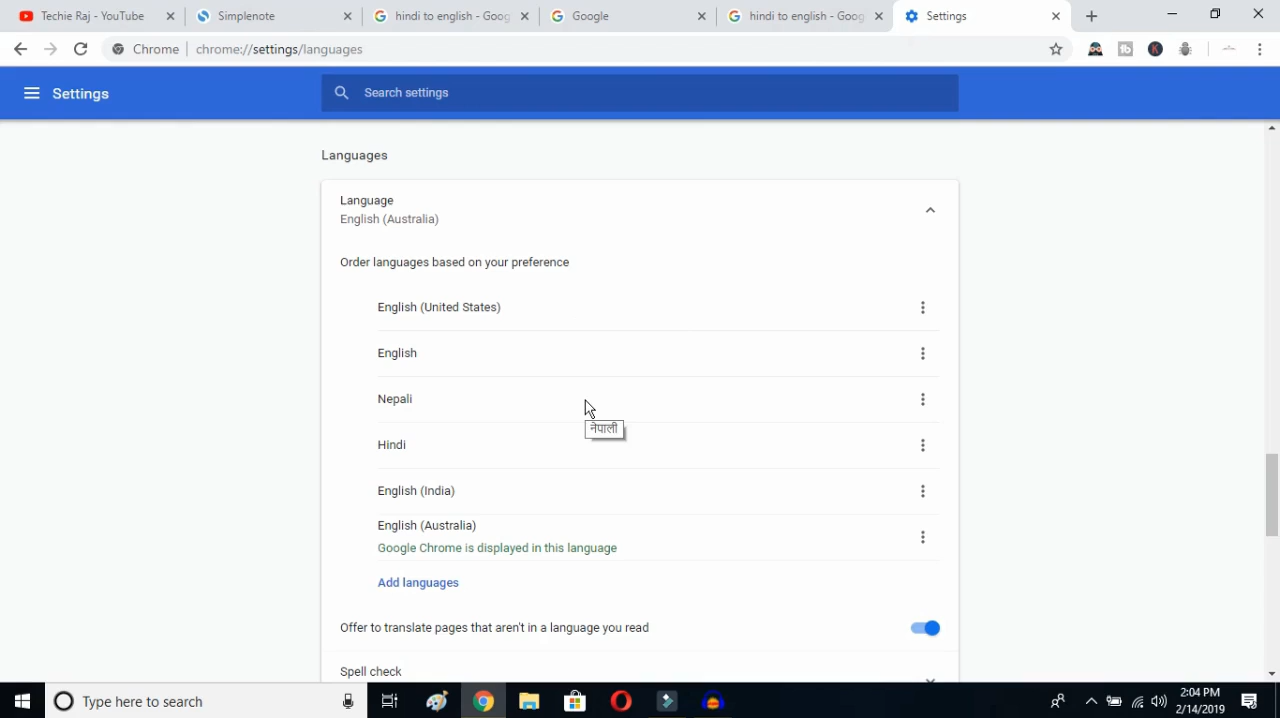 Techie Raj - YouTube
Simplenote
hindi to english - Goog
Google
hindi to english - Goog
Settings
Chrome
chrome://settings/languages
Settings
Search settings
Languages
Language
English (Australia)
Order languages based on your preference
English (United States)
English
Nepali
नेपाली
Hindi
English (India)
English (Australia)
Google Chrome is displayed in this language
Add languages
Offer to translate pages that aren't in a language you read
Spell check
Type here to search
2:04 PM
2/14/2019